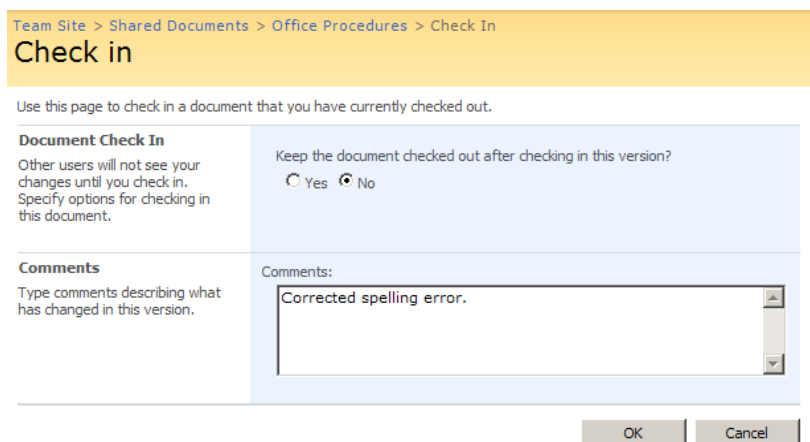 Team Site > Shared Documents > Office Procedures > Check In
Check in
Use this page to check in a document that you have currently checked out.
Document Check In
Other users will not see your
changes until you check in.
Specify options for checking in
this document.
Keep the document checked out after checking in this version?
Yes No
Comments
Type comments describing what
has changed in this version.
Comments:
Corrected spelling error.
OK Cancel